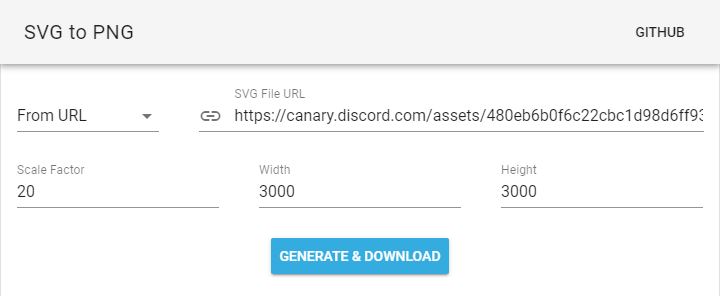 SVG to PNG
GITHUB
SVG File URL
From URL
https://canary.discord.com/assets/480eb6b0f6c22cbc1d98d6ff93
Scale Factor
Width
Height
20
3000
3000
GENERATE & DOWNLOAD